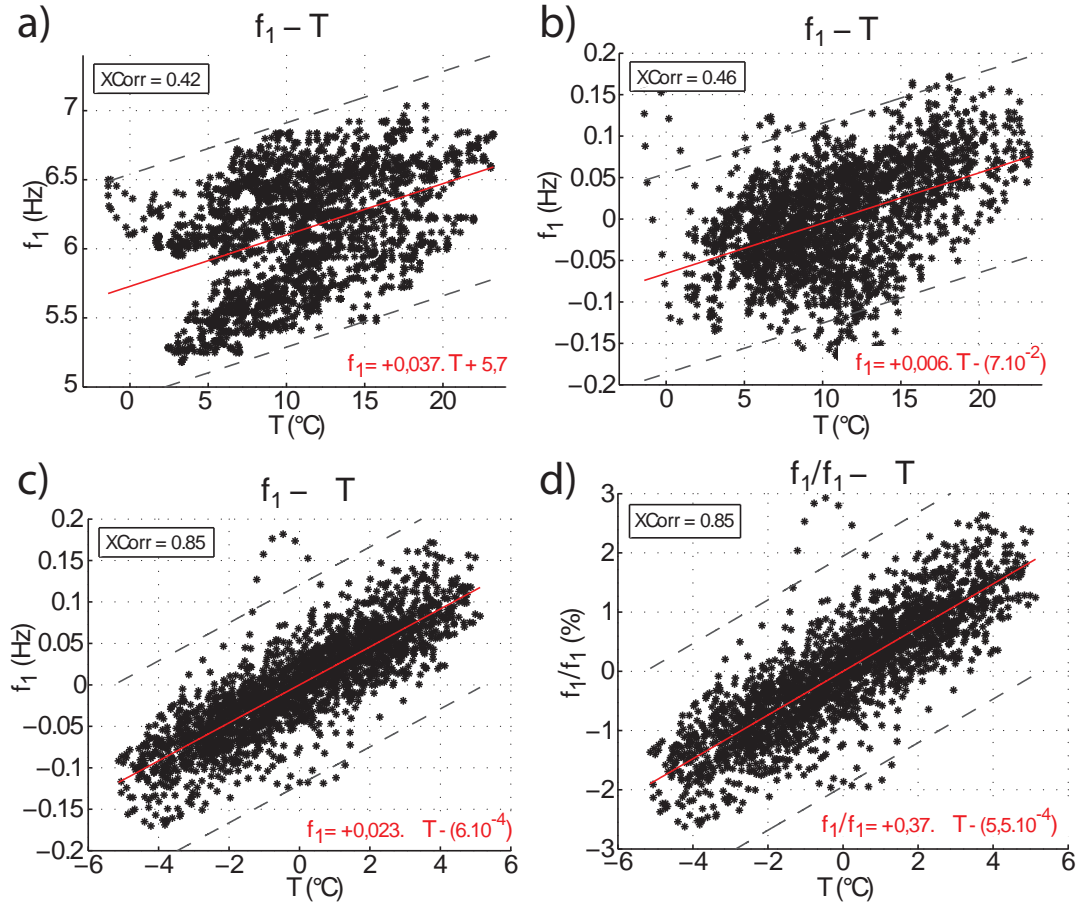 a)
f1 – T
XCorr = 0.42
7
6.5
6
5.5
5
f1 (Hz)
f1= +0,037. T + 5,7
0 5 10 15 20
T (°C)
b)
f1 – T
XCorr = 0.46
0.2
0.15
0.1
0.05
0
−0.05
−0.1
−0.15
−0.2
f1 (Hz)
f1= +0,006. T - (7.10-2)
0 5 10 15 20
T (°C)
c)
f1 – T
XCorr = 0.85
0.2
0.15
0.1
0.05
0
−0.05
−0.1
−0.15
−0.2
f1 (Hz)
f1= +0,023. T - (6.10-4)
−6 −4 −2 0 2 4 6
T (°C)
d)
f1/f1 – T
XCorr = 0.85
3
2
1
0
−1
−2
−3
f1/f1 (%)
f1/f1= +0,37. T - (5,5.10-4)
−6 −4 −2 0 2 4 6
T (°C)